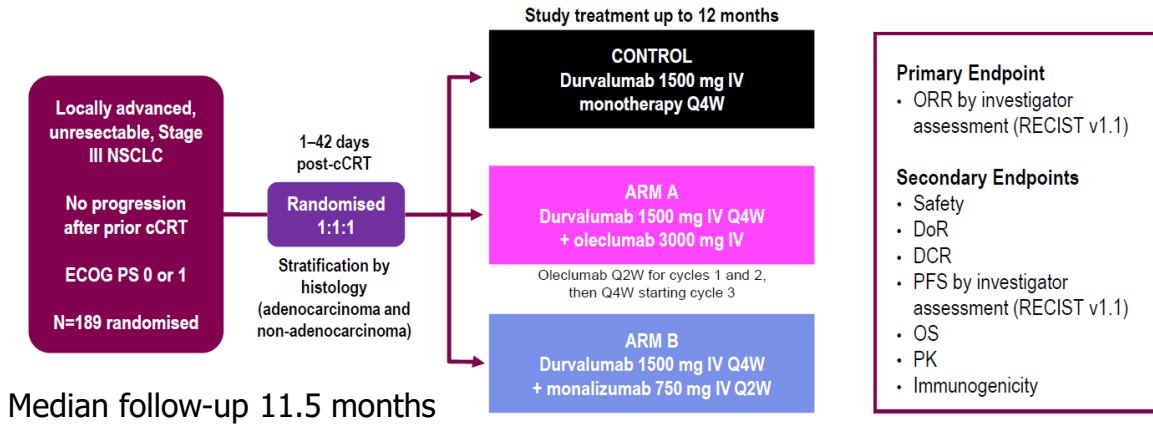 Study treatment up to 12 months
Locally advanced,
unresectable, Stage
III NSCLC
No progression
after prior cCRT
ECOG PS 0 or 1
N=189 randomised
1–42 days
post-cCRT
Randomised
1:1:1
Stratification by
histology
(adenocarcinoma and
non-adenocarcinoma)
CONTROL
Durvalumab 1500 mg IV
monotherapy Q4W
ARM A
Durvalumab 1500 mg IV Q4W
+ oleclumab 3000 mg IV
Oleclumab Q2W for cycles 1 and 2,
then Q4W starting cycle 3
ARM B
Durvalumab 1500 mg IV Q4W
+ monalizumab 750 mg IV Q2W
Primary Endpoint
• ORR by investigator
assessment (RECIST v1.1)
Secondary Endpoints
• Safety
• DoR
• DCR
• PFS by investigator
assessment (RECIST v1.1)
• OS
• PK
• Immunogenicity
Median follow-up 11.5 months